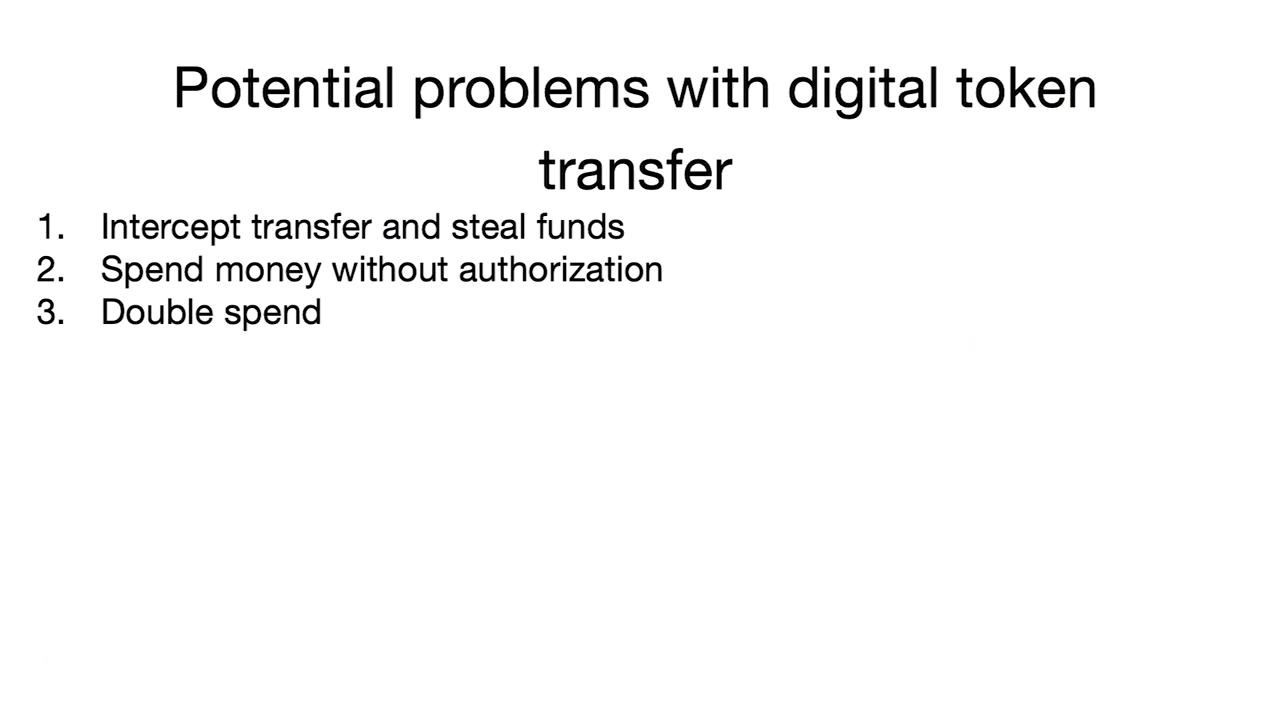 Potential problems with digital token
transfer
1. Intercept transfer and steal funds
2. Spend money without authorization
3. Double spend